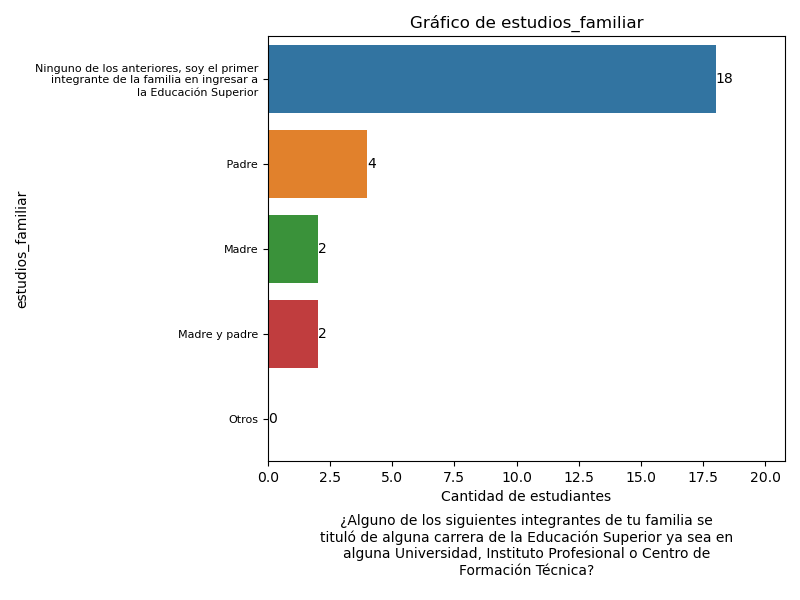 Gráfico de estudios_familiar
Ninguno de los anteriores, soy el primer
integrante de la familia en ingresar a
la Educación Superior
18
Padre
4
Madre
2
Madre y padre
2
Otros
0
estudios_familiar
0.0 2.5 5.0 7.5 10.0 12.5 15.0 17.5 20.0
Cantidad de estudiantes
¿Alguno de los siguientes integrantes de tu familia se
tituló de alguna carrera de la Educación Superior ya sea en
alguna Universidad, Instituto Profesional o Centro de
Formación Técnica?